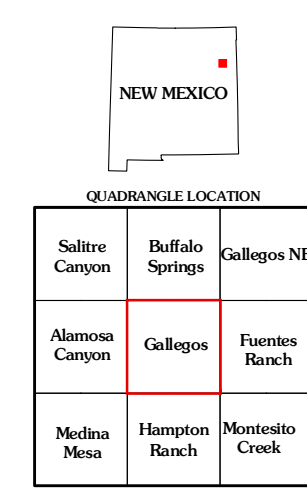 NEW MEXICO
QUADRANGLE LOCATION
Salitre
Canyon
Buffalo
Springs
Gallegos NE
Alamosa
Canyon
Gallegos
Fuentes
Ranch
Medina
Mesa
Hampton
Ranch
Montesito
Creek